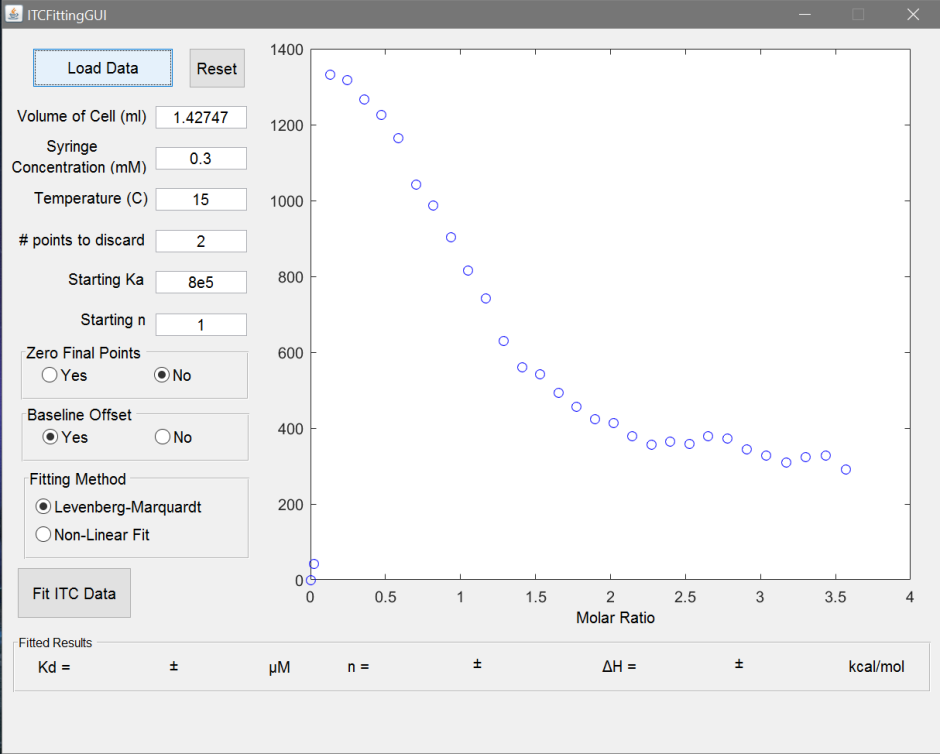 ITCFittingGUI
Load Data
Reset
Volume of Cell (ml)
1.42747
Syringe
Concentration (mM)
0.3
Temperature (C)
15
# points to discard
2
Starting Ka
8e5
Starting n
1
Zero Final Points
Yes
No
Baseline Offset
Yes
No
Fitting Method
Levenberg-Marquardt
Non-Linear Fit
Fit ITC Data
1400
1200
1000
800
600
400
200
0
0 0.5 1 1.5 2 2.5 3 3.5 4
Molar Ratio
Fitted Results
Kd = ± µM n = ± ΔH = ± kcal/mol